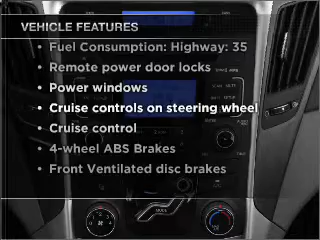 VEHICLE FEATURES
• Fuel Consumption: Highway: 35
• Remote power door locks
• Power windows
• Cruise controls on steering wheel
• Cruise control
• 4-wheel ABS Brakes
• Front Ventilated disc brakes
MODE